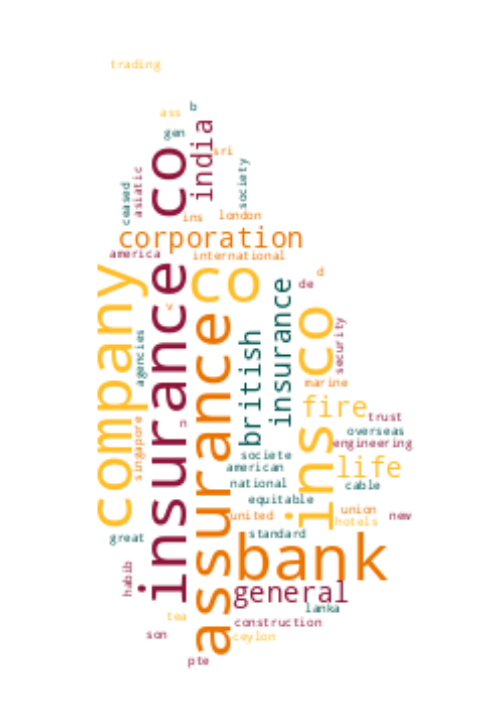 trading
b
ass
gen
co
india
sri
society
asiatic
ceased
ins
london
corporation
america
international
company
insurance
co
d
de
v
assurance
insurance
co
security
british
agencies
marine
fire
trust
singapore
n
ins
overseas
engineering
societe
american
life
national
cable
equitable
united
union
hotels
new
great
standard
bank
habib
general
lanka
tea
construction
son
ceylon
pte